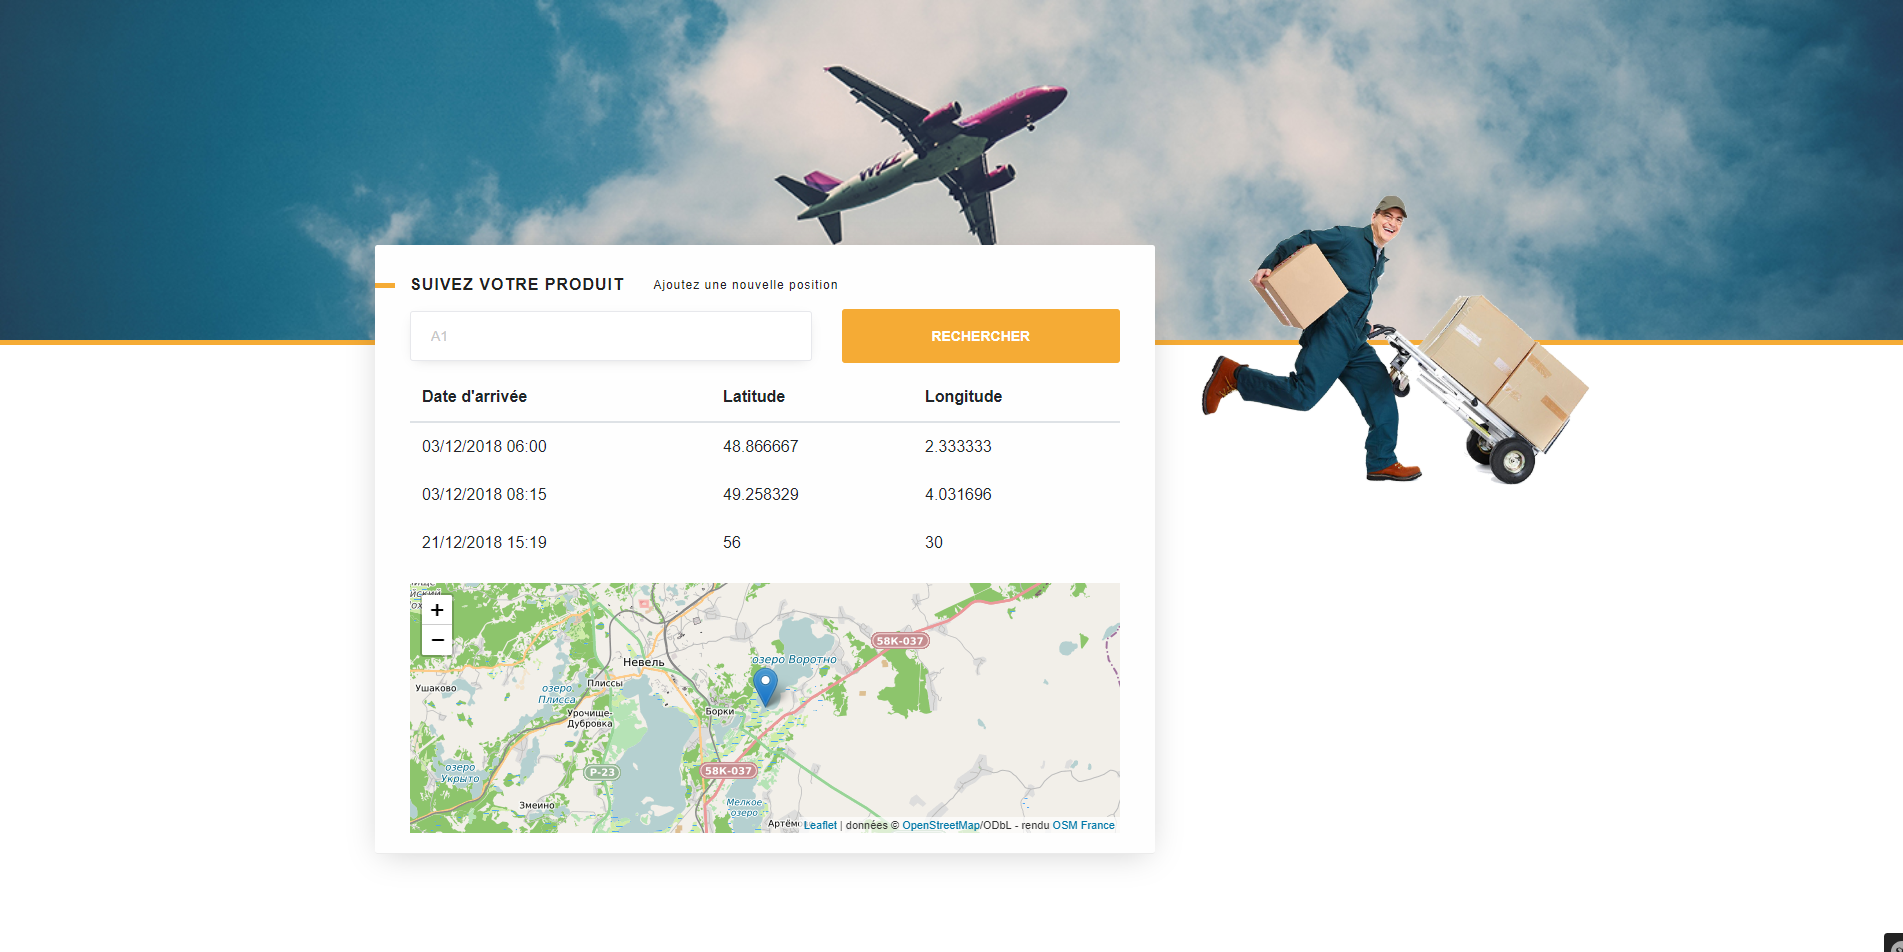 WIZZ
SUIVEZ VOTRE PRODUIT Ajoutez une nouvelle position
A1 RECHERCHER
Date d'arrivée Latitude Longitude
03/12/2018 06:00 48.866667 2.333333
03/12/2018 08:15 49.258329 4.031696
21/12/2018 15:19 56 30
+
−
58K-037
Невель
озеро Воротно
Ушаково
озеро
Плисса
Плиссы
Урочище-
Дубровка
Борки
озеро
Укрыто
Р-23
58K-037
Змеино
Мелкое
озеро
Leaflet | données © OpenStreetMap/ODbL - rendu OSM France